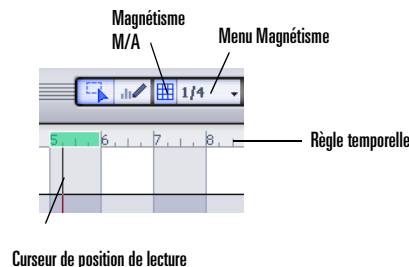 Magnétisme
M/A
Menu Magnétisme
1/4
5 6 7 8
Règle temporelle
Curseur de position de lecture